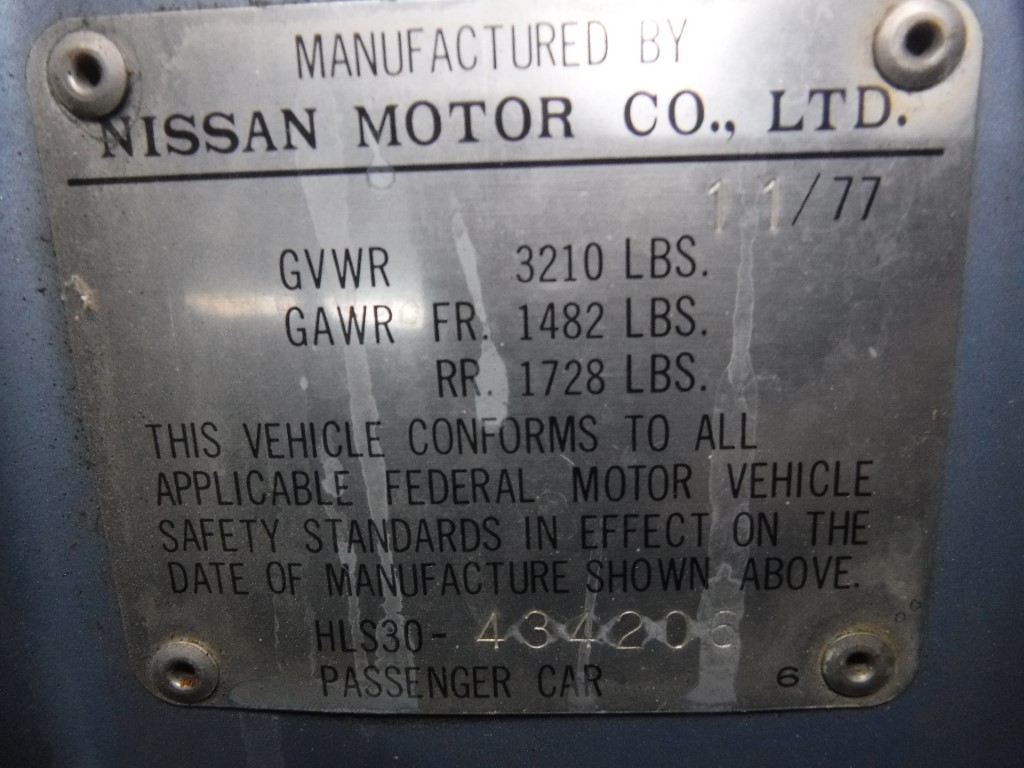 MANUFACTURED BY
NISSAN MOTOR CO., LTD.
11/77
GVWR 3210 LBS.
GAWR FR. 1482 LBS.
RR. 1728 LBS.
THIS VEHICLE CONFORMS TO ALL
APPLICABLE FEDERAL MOTOR VEHICLE
SAFETY STANDARDS IN EFFECT ON THE
DATE OF MANUFACTURE SHOWN ABOVE.
HLS30- 434206
PASSENGER CAR 6